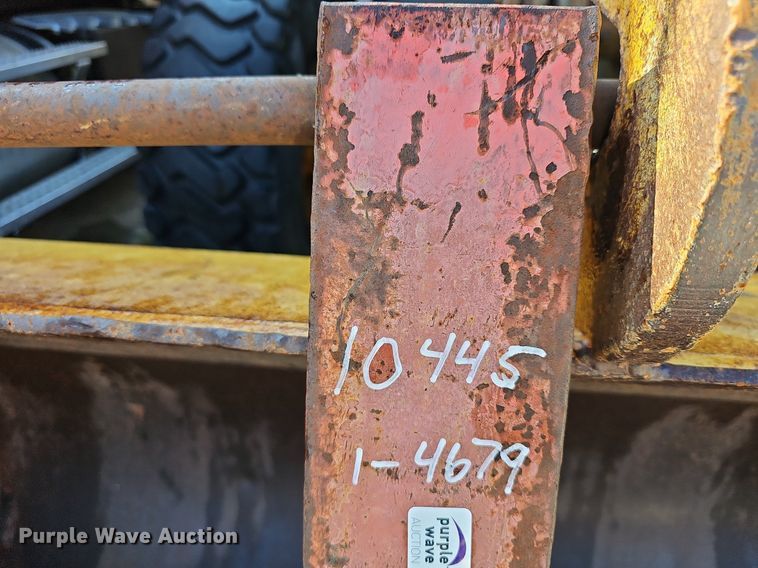 10445
1-4679
purple
wave
AUCTION
Purple Wave Auction